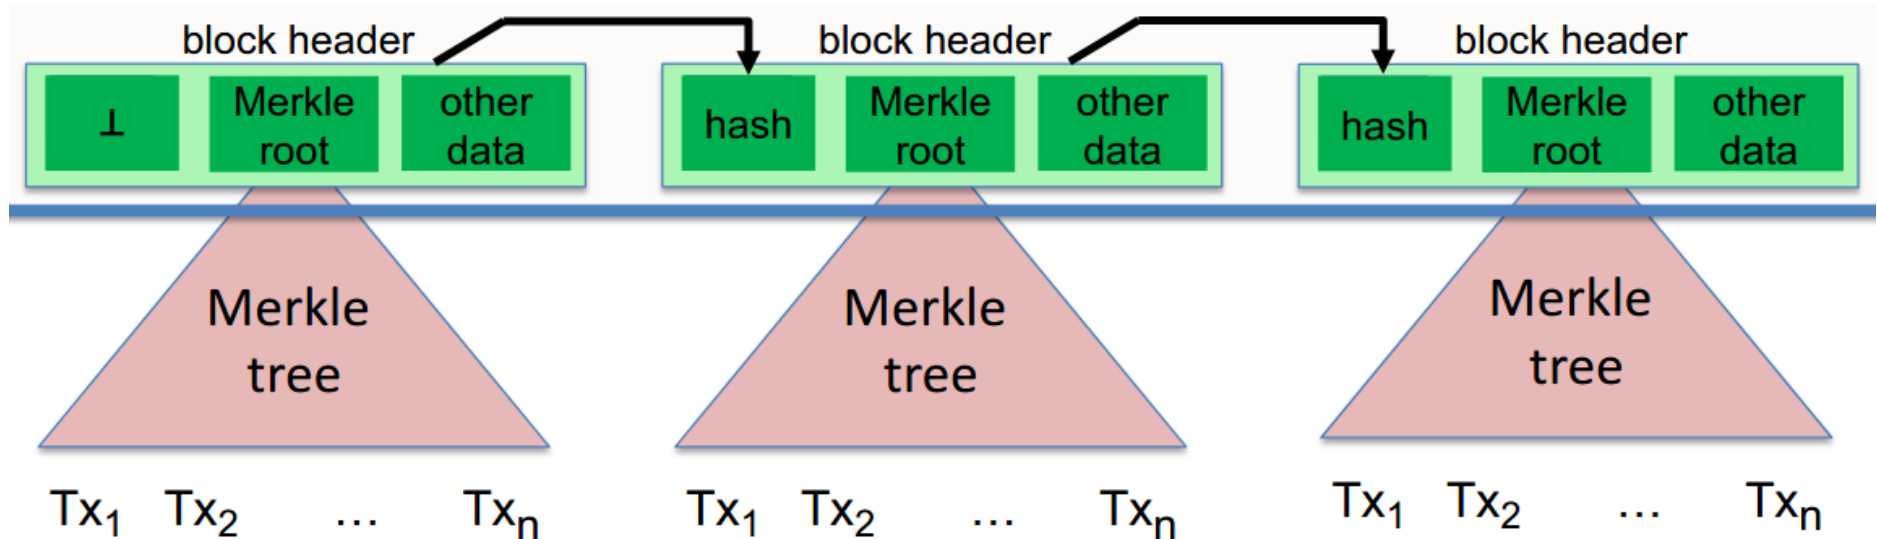 block header
block header
block header
⊥
Merkle
root
other
data
hash
Merkle
root
other
data
hash
Merkle
root
other
data
Merkle
tree
Merkle
tree
Merkle
tree
Tx₁ Tx₂ ... Txₙ
Tx₁ Tx₂ ... Txₙ
Tx₁ Tx₂ ... Txₙ